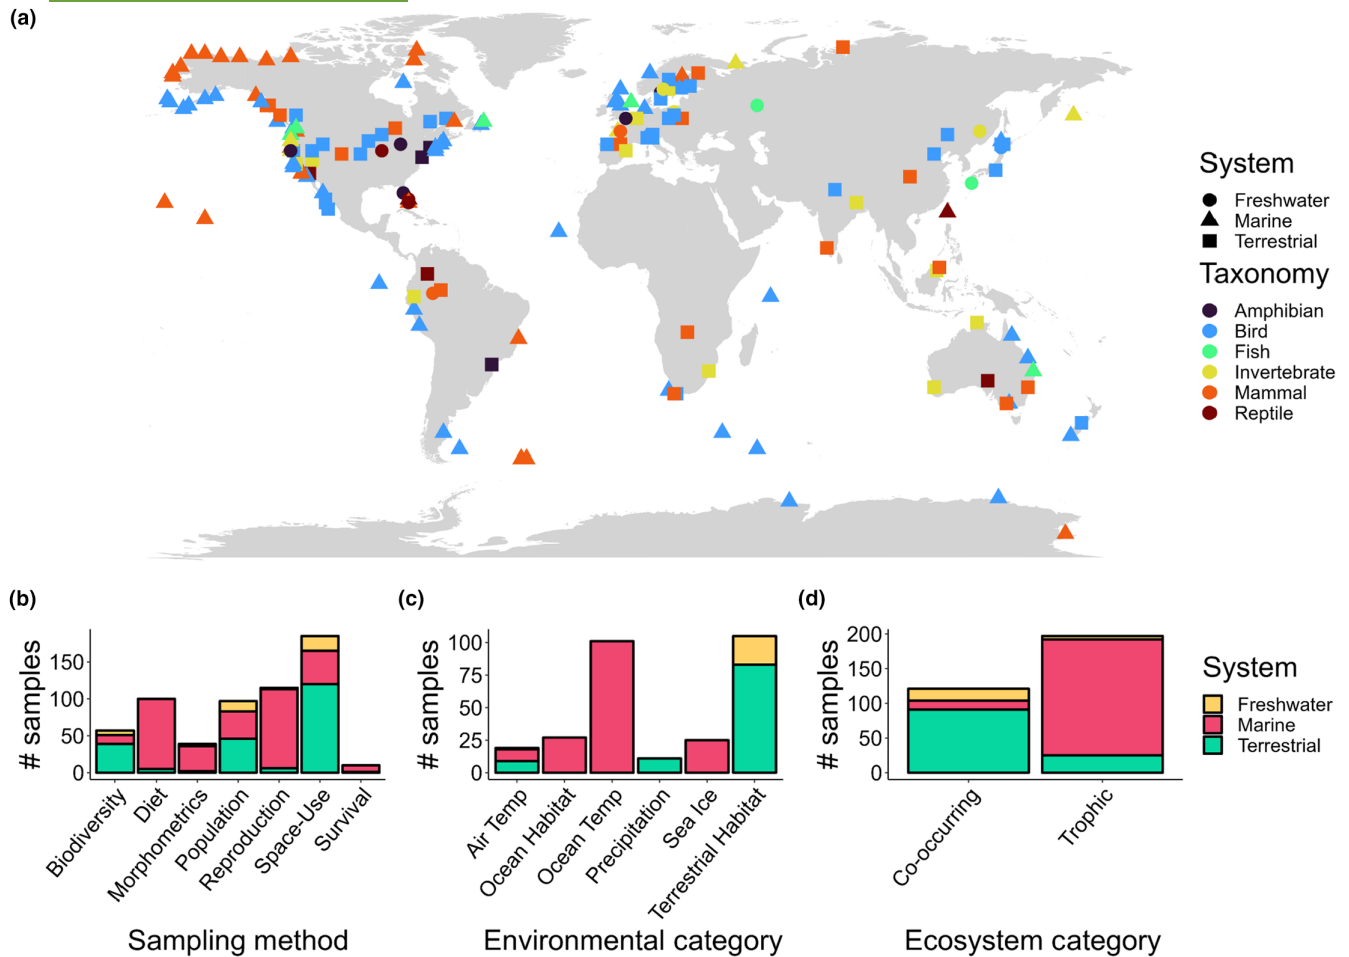 (a)
System
Freshwater
Marine
Terrestrial
Taxonomy
Amphibian
Bird
Fish
Invertebrate
Mammal
Reptile
(b)
# samples
150
100
50
0
Biodiversity
Diet
Morphometrics
Population
Reproduction
Space-Use
Survival
Sampling method
(c)
# samples
100
75
50
25
0
Air Temp
Ocean Habitat
Ocean Temp
Precipitation
Sea Ice
Terrestrial Habitat
Environmental category
(d)
# samples
200
150
100
50
0
Co-occurring
Trophic
Ecosystem category
System
Freshwater
Marine
Terrestrial